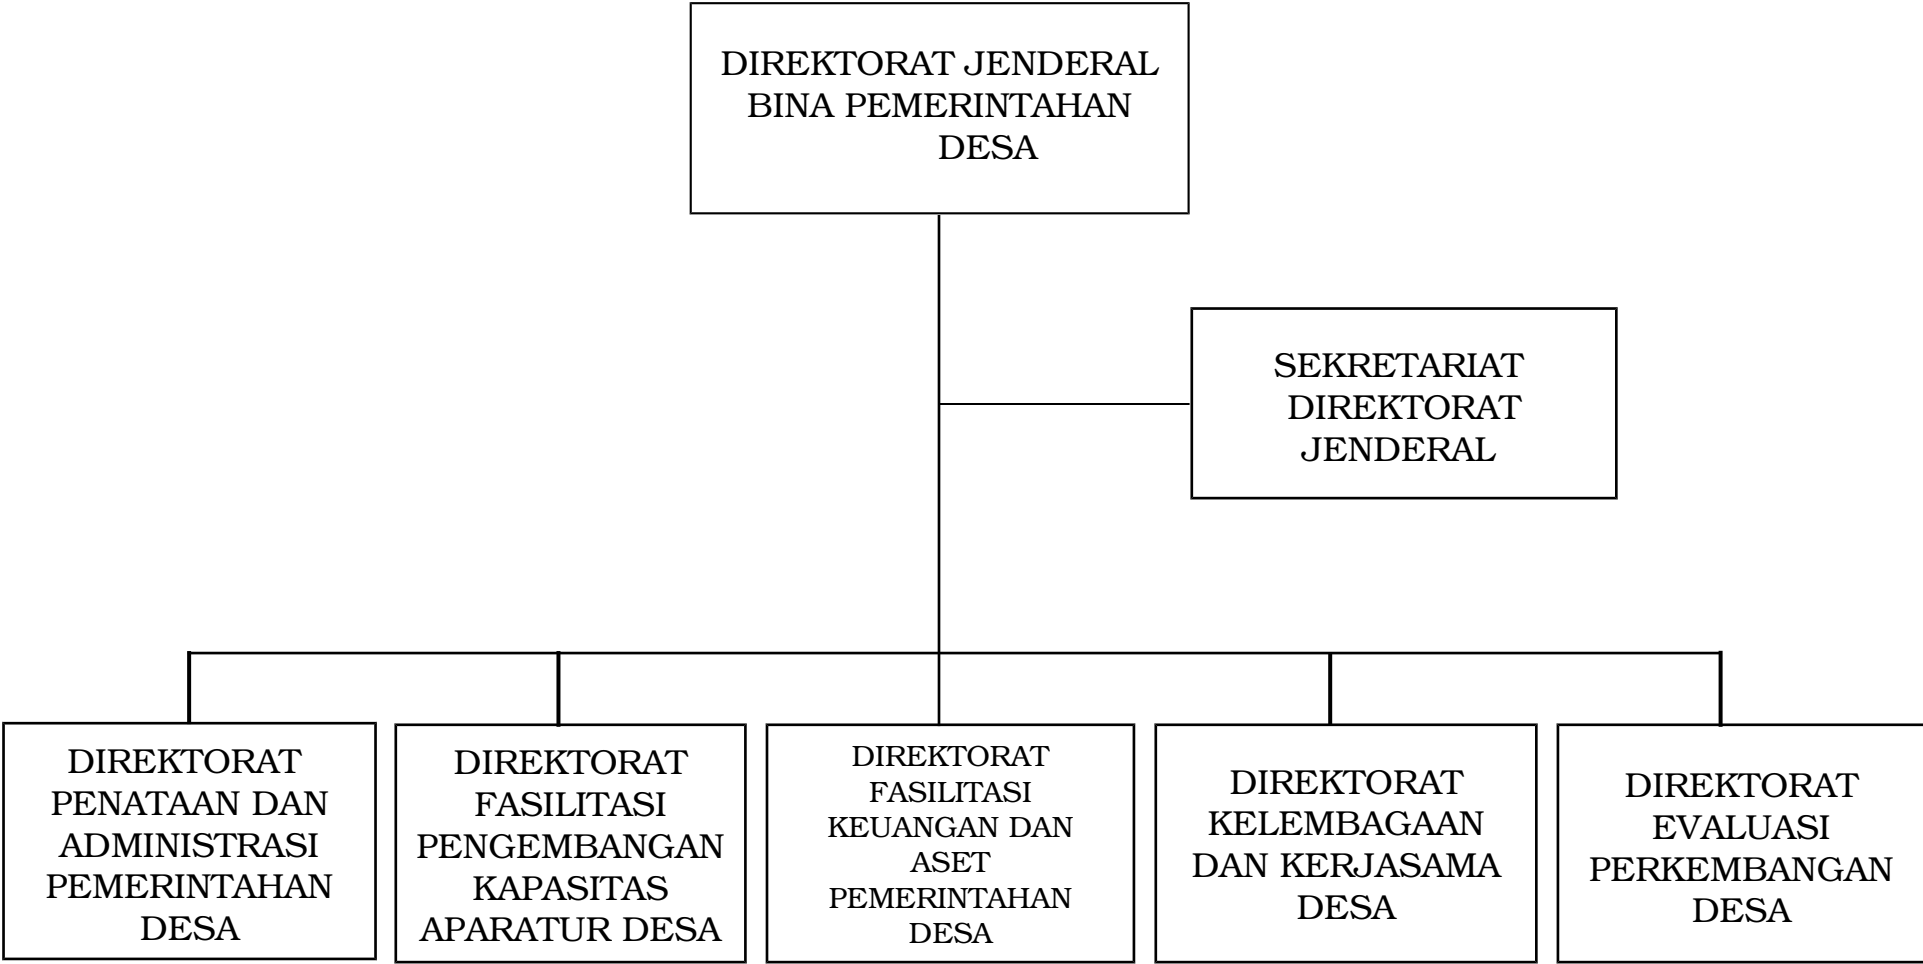 DIREKTORAT JENDERAL
BINA PEMERINTAHAN
DESA
SEKRETARIAT
DIREKTORAT
JENDERAL
DIREKTORAT
PENATAAN DAN
ADMINISTRASI
PEMERINTAHAN
DESA
DIREKTORAT
FASILITASI
PENGEMBANGAN
KAPASITAS
APARATUR DESA
DIREKTORAT
FASILITASI
KEUANGAN DAN
ASET
PEMERINTAHAN
DESA
DIREKTORAT
KELEMBAGAAN
DAN KERJASAMA
DESA
DIREKTORAT
EVALUASI
PERKEMBANGAN
DESA